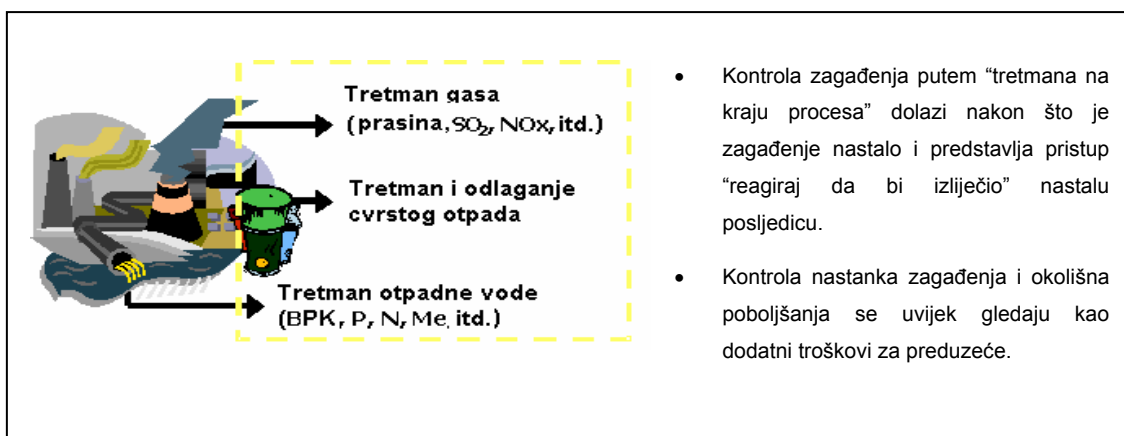 Tretman gasa
(prasina, SO₂, NOx, itd.)
Tretman i odlaganje
cvrstog otpada
Tretman otpadne vode
(BPK, P, N, Me, itd.)
• Kontrola zagađenja putem “tretmana na
kraju procesa” dolazi nakon što je
zagađenje nastalo i predstavlja pristup
“reagiraj da bi izliječio” nastalu
posljedicu.
• Kontrola nastanka zagađenja i okolišna
poboljšanja se uvijek gledaju kao
dodatni troškovi za preduzeće.